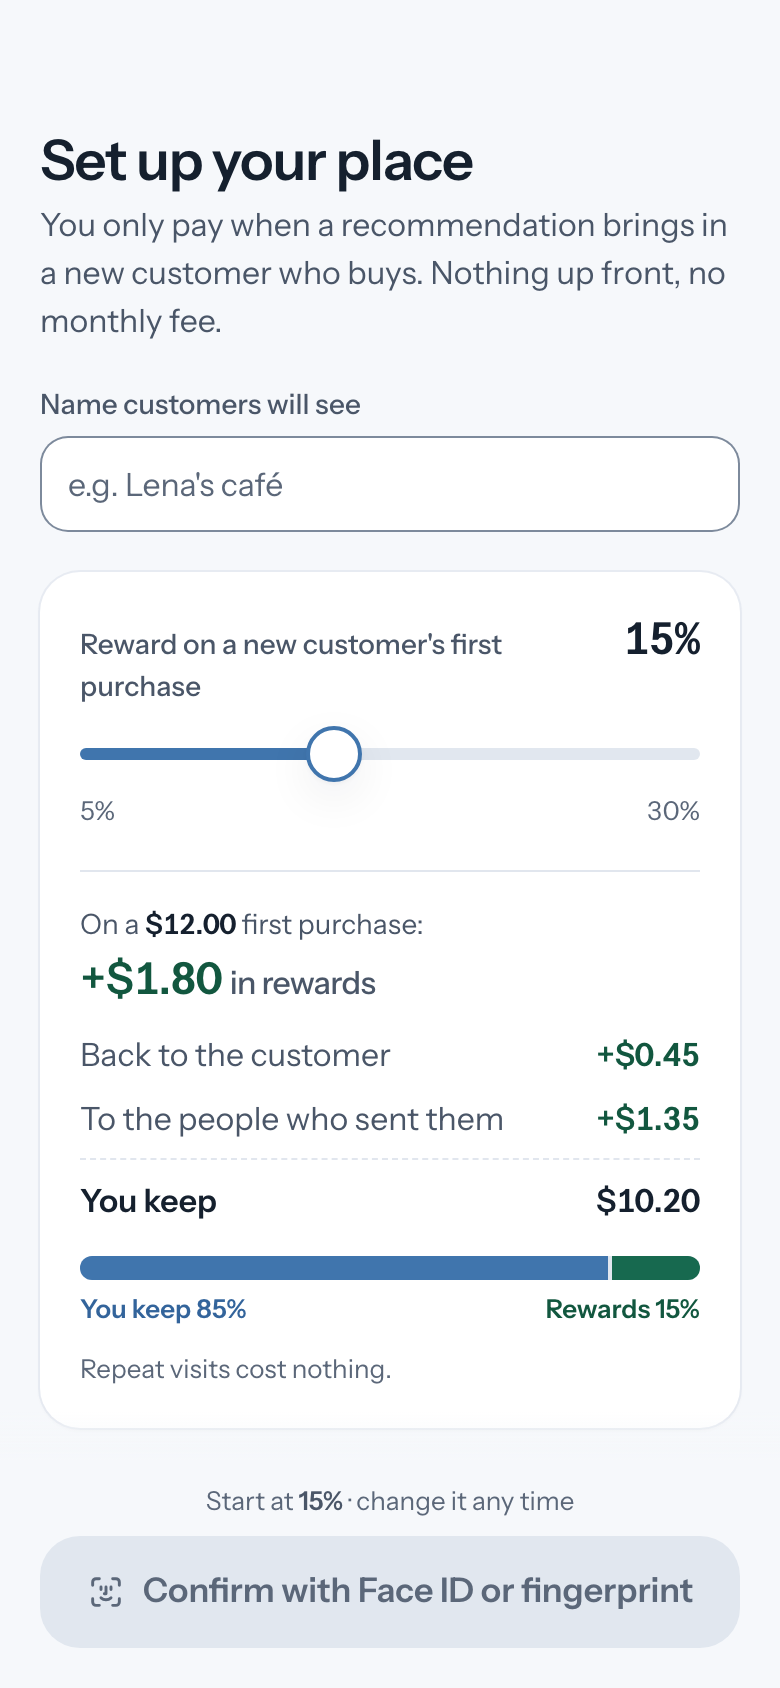 Set up your place
You only pay when a recommendation brings in
a new customer who buys. Nothing up front, no
monthly fee.
Name customers will see
e.g. Lena's café
Reward on a new customer's first
purchase
15%
5%
30%
On a $12.00 first purchase:
+$1.80 in rewards
Back to the customer +$0.45
To the people who sent them +$1.35
You keep $10.20
You keep 85%
Rewards 15%
Repeat visits cost nothing.
Start at 15% · change it any time
Confirm with Face ID or fingerprint